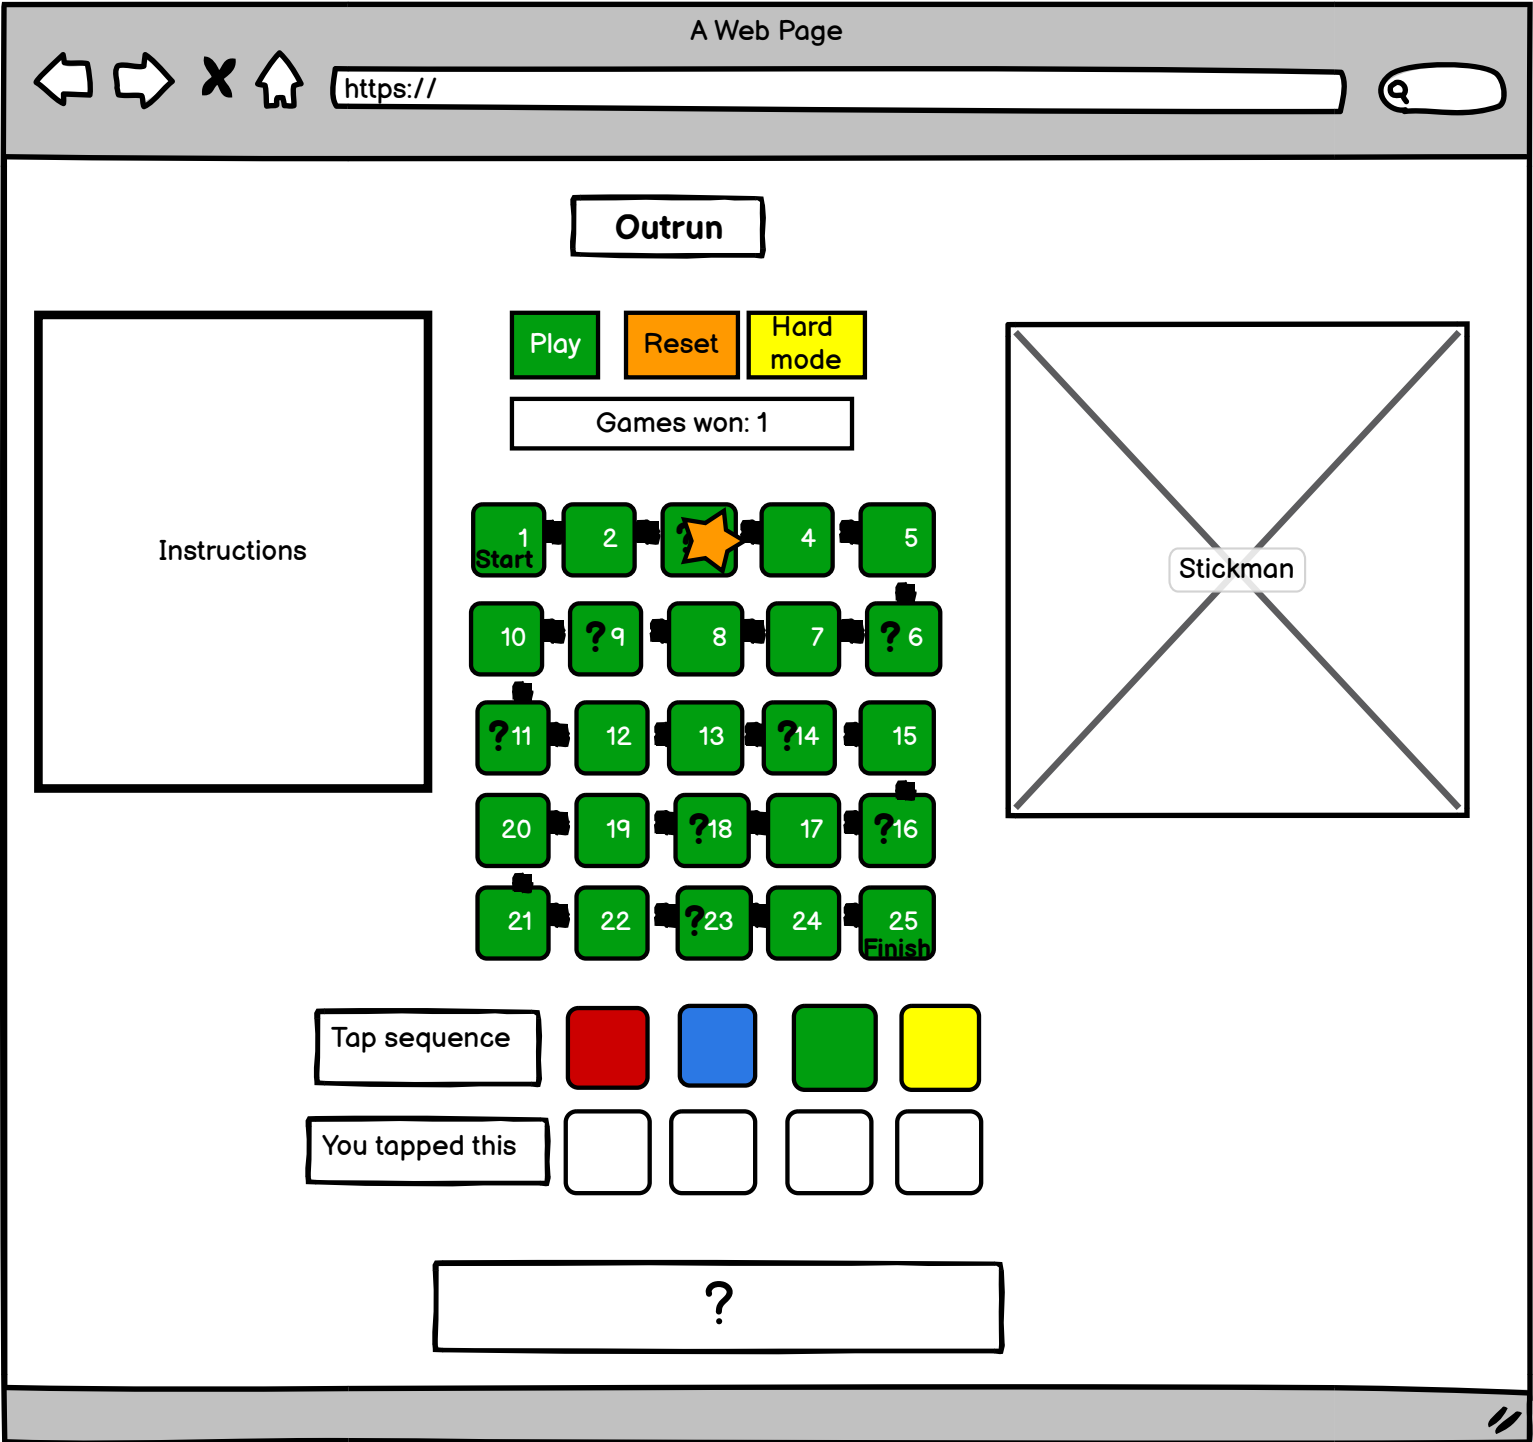 A Web Page
https://
Outrun
Play
Reset
Hard
mode
Games won: 1
Instructions
Stickman
1
Start
2
?
4
5
10
? 9
8
7
? 6
?11
12
13
?14
15
20
19
?18
17
?16
21
22
?23
24
25
Finish
Tap sequence
You tapped this
?